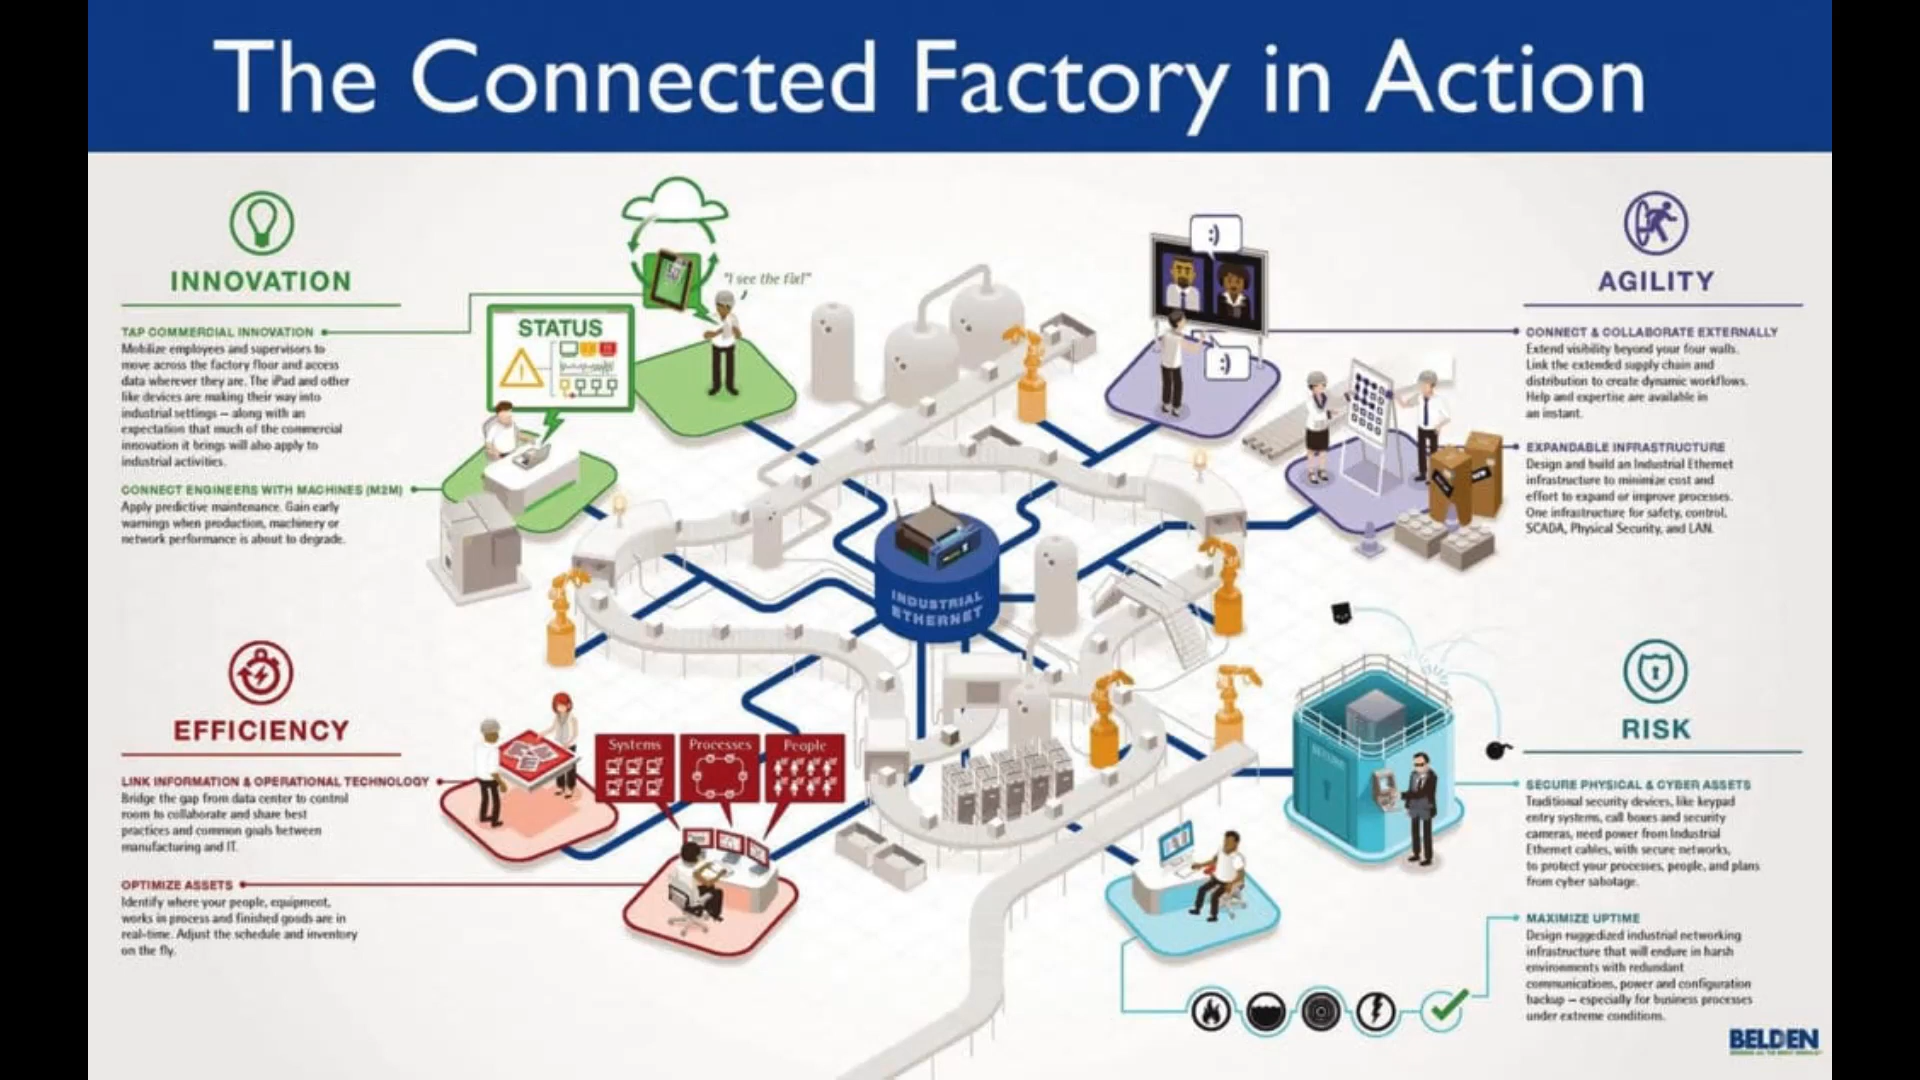 The Connected Factory in Action
INNOVATION
TAP COMMERCIAL INNOVATION
Mobilize employees and supervisors to
move across the factory floor and access
data wherever they are. The iPad and other
like devices are making their way into
industrial settings – along with an
expectation that much of the commercial
innovation it brings will also apply to
industrial activities.
CONNECT ENGINEERS WITH MACHINES (M2M)
Apply predictive maintenance. Gain early
warnings when production, machinery or
network performance is about to degrade.
STATUS
"I see the fix!"
:)
:)
AGILITY
CONNECT & COLLABORATE EXTERNALLY
Extend visibility beyond your four walls.
Link the extended supply chain and
distribution to create dynamic workflows.
Help and expertise are available in
an instant.
EXPANDABLE INFRASTRUCTURE
Design and build an Industrial Ethernet
infrastructure to minimize cost and
effort to expand or improve processes.
One infrastructure for safety, control,
SCADA, Physical Security, and LAN.
INDUSTRIAL
ETHERNET
EFFICIENCY
LINK INFORMATION & OPERATIONAL TECHNOLOGY
Bridge the gap from data center to control
room to collaborate and share best
practices and common goals between
manufacturing and IT.
OPTIMIZE ASSETS
Identify where your people, equipment,
works in process and finished goods are in
real-time. Adjust the schedule and inventory
on the fly.
Systems
Processes
People
RISK
SECURE PHYSICAL & CYBER ASSETS
Traditional security devices, like keypad
entry systems, call boxes and security
cameras, need power from Industrial
Ethernet cables, with secure networks,
to protect your processes, people, and plans
from cyber sabotage.
MAXIMIZE UPTIME
Design ruggedized industrial networking
infrastructure that will endure in harsh
environments with redundant
communications, power and configuration
backup – especially for business processes
under extreme conditions.
BELDEN